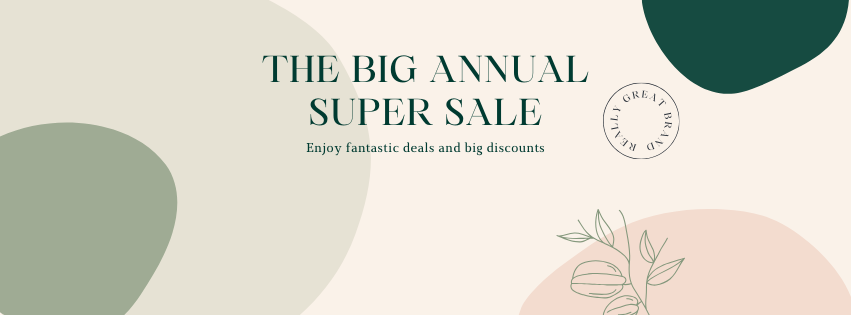 THE BIG ANNUAL
SUPER SALE
Enjoy fantastic deals and big discounts
REALLY GREAT BRAND